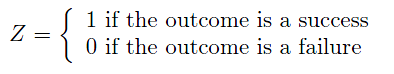 Z = { 1 if the outcome is a success
0 if the outcome is a failure